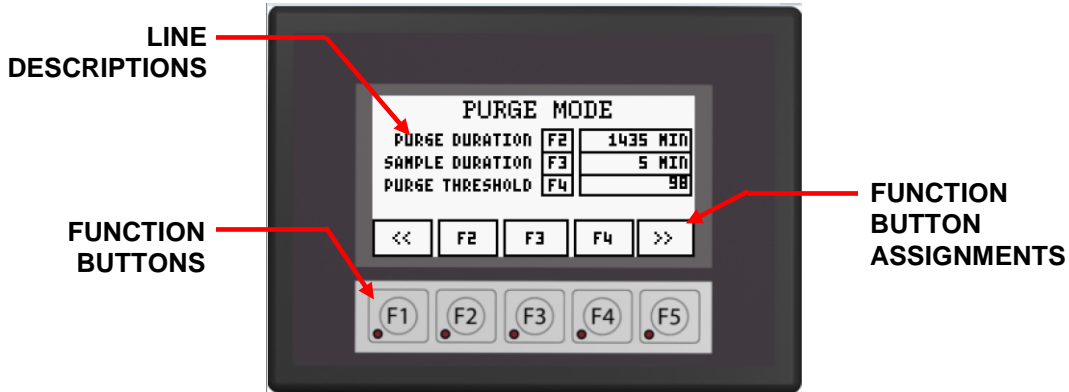 LINE
DESCRIPTIONS
PURGE MODE
PURGE DURATION F2 1435 MIN
SAMPLE DURATION F3 5 MIN
PURGE THRESHOLD F4 98
<< F2 F3 F4 >>
FUNCTION
BUTTON
ASSIGNMENTS
FUNCTION
BUTTONS
F1 F2 F3 F4 F5